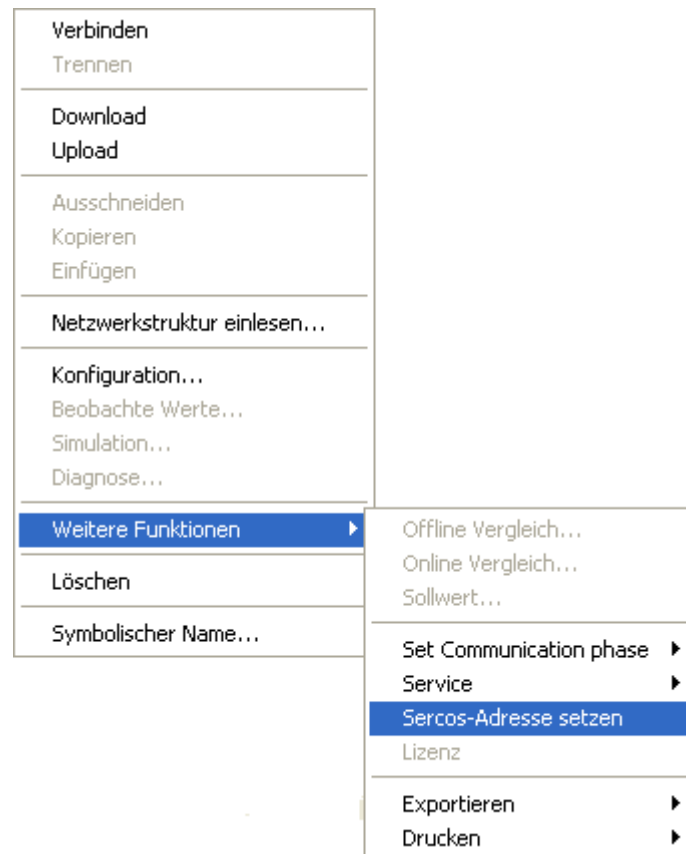 Verbinden
Trennen
Download
Upload
Ausschneiden
Kopieren
Einfügen
Netzwerkstruktur einlesen...
Konfiguration...
Beobachte Werte...
Simulation...
Diagnose...
Weitere Funktionen
Löschen
Symbolischer Name...
Offline Vergleich...
Online Vergleich...
Sollwert...
Set Communication phase
Service
Sercos-Adresse setzen
Lizenz
Exportieren
Drucken